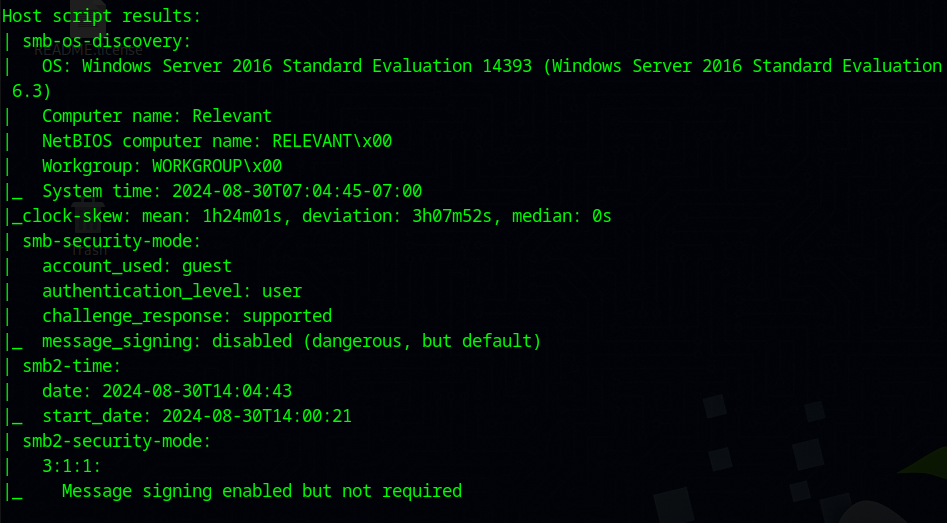 Host script results:
| smb-os-discovery:
README.license
|   OS: Windows Server 2016 Standard Evaluation 14393 (Windows Server 2016 Standard Evaluation
 6.3)
|   Computer name: Relevant
|   NetBIOS computer name: RELEVANT\x00
|   Workgroup: WORKGROUP\x00
|_  System time: 2024-08-30T07:04:45-07:00
|_clock-skew: mean: 1h24m01s, deviation: 3h07m52s, median: 0s
| smb-security-mode:
Trash
|   account_used: guest
|   authentication_level: user
|   challenge_response: supported
|_  message_signing: disabled (dangerous, but default)
| smb2-time:
|   date: 2024-08-30T14:04:43
|_  start_date: 2024-08-30T14:00:21
| smb2-security-mode:
|   3:1:1:
|_    Message signing enabled but not required